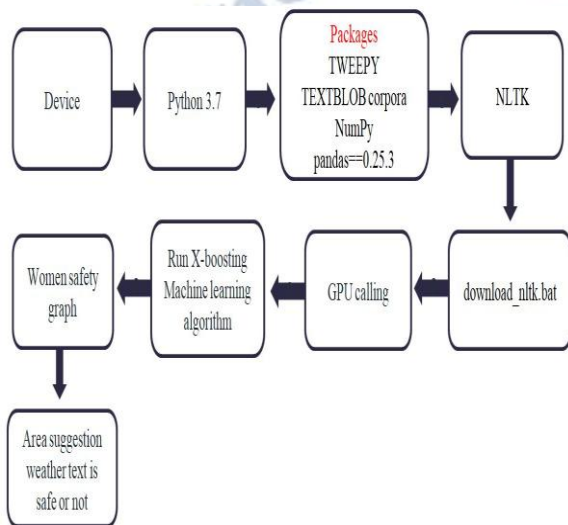 Device
Python 3.7
Packages
TWEEPY
TEXTBLOB corpora
NumPy
pandas==0.25.3
NLTK
download_nltk.bat
GPU calling
Run X-boosting
Machine learning
algorithm
Women safety
graph
Area suggestion
weather text is
safe or not